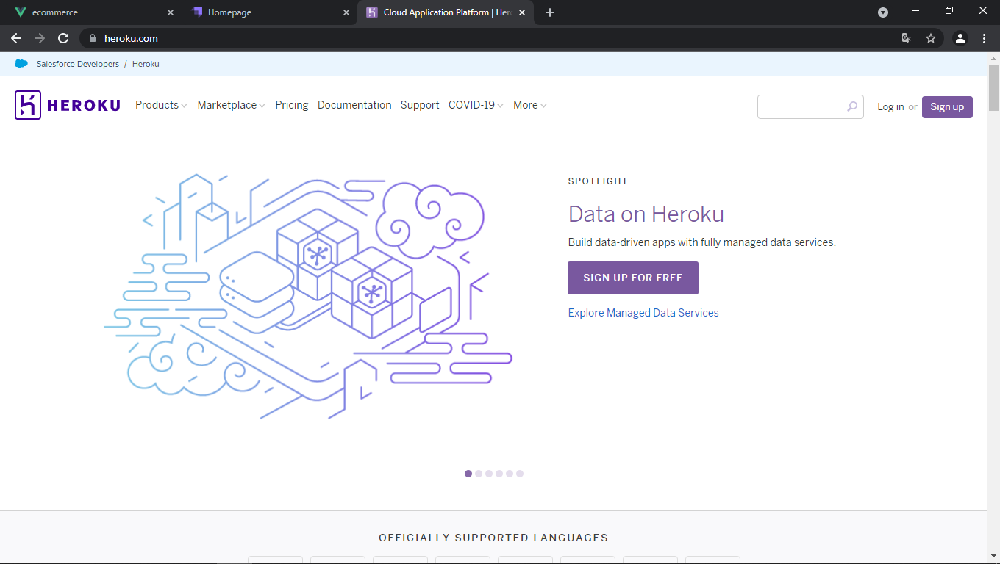 ecommerce
Homepage
Cloud Application Platform | Her
heroku.com
Salesforce Developers / Heroku
HEROKU
Products
Marketplace
Pricing
Documentation
Support
COVID-19
More
Log in or
Sign up
SPOTLIGHT
Data on Heroku
Build data-driven apps with fully managed data services.
SIGN UP FOR FREE
Explore Managed Data Services
OFFICIALLY SUPPORTED LANGUAGES